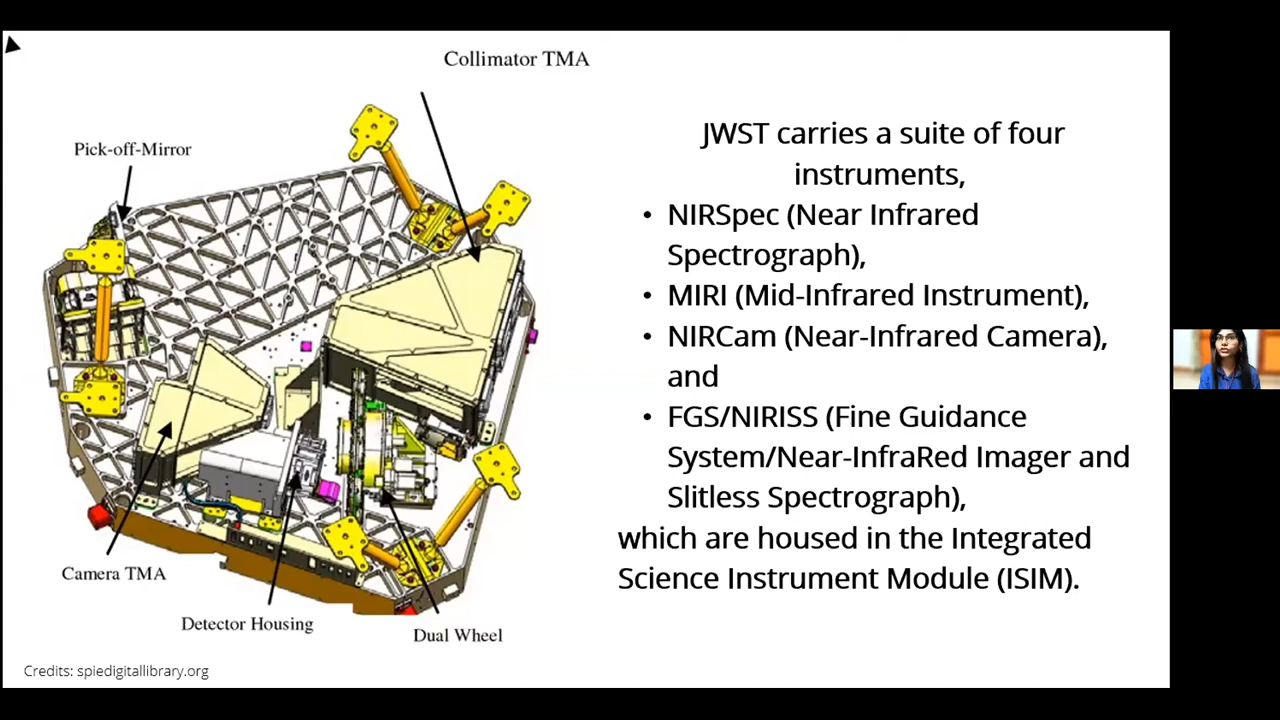 Collimator TMA
Pick-off-Mirror
Camera TMA
Detector Housing
Dual Wheel
Credits: spiedigitallibrary.org
JWST carries a suite of four
instruments,
• NIRSpec (Near Infrared
Spectrograph),
• MIRI (Mid-Infrared Instrument),
• NIRCam (Near-Infrared Camera),
and
• FGS/NIRISS (Fine Guidance
System/Near-InfraRed Imager and
Slitless Spectrograph),
which are housed in the Integrated
Science Instrument Module (ISIM).